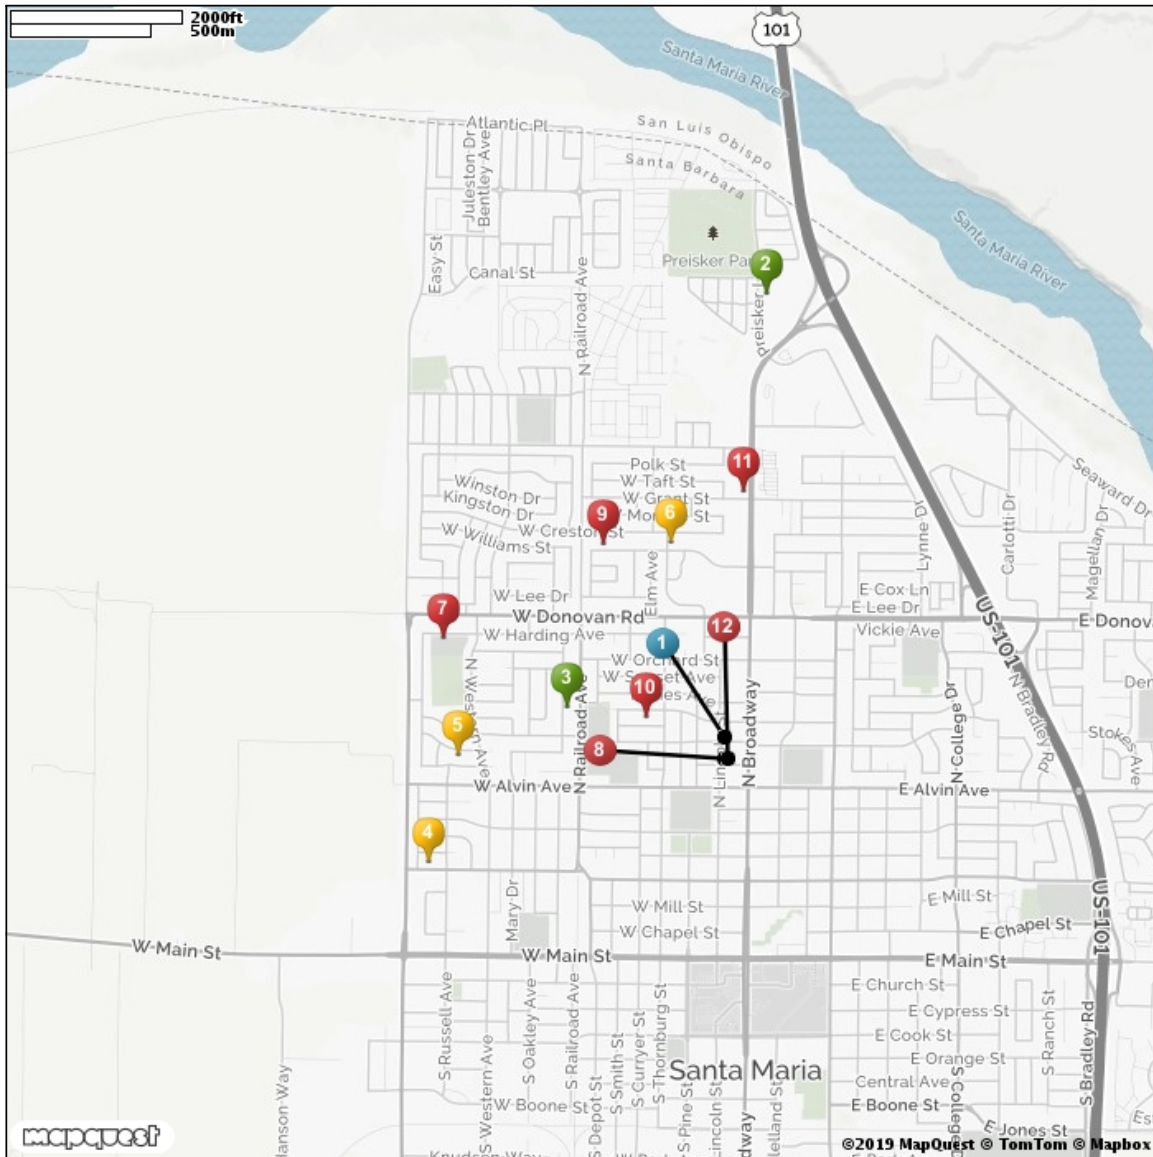 2000ft
500m
101
Santa Maria River
San Luis Obispo
Santa Barbara
Atlantic Pl
Juleston Dr
Bentley Ave
Easy St
Canal St
N Railroad Ave
Preisker
2
Santa Maria River
Polk St
W Taft St
W Grant St
11
Winston Dr
Kingston Dr
W Creston St
9
6
W Williams St
Seaward Dr
Lynne Dr
Carlotti Dr
Magellan Dr
Elm Ave
W Lee Dr
E Cox Ln
E Lee Dr
7
W Donovan Rd
12
US-101
E Donov
W Harding Ave
1
Vickie Ave
W Orchard St
3
10
5
N Railroad Ave
N Broadway
N College Dr
N Bradley Rd
Stokes Ave
8
W Alvin Ave
E Alvin Ave
4
Mary Dr
W Mill St
E Mill St
US-101
W Chapel St
E Chapel St
W Main St
W Main St
E Main St
S Russell Ave
S Western Ave
S Oakley Ave
S Railroad Ave
S Depot St
S Smith St
S Curryer St
S Thornburg St
E Church St
E Cypress St
E Cook St
S Ranch St
E Orange St
Santa Maria
S Pine St
Lincoln St
Central Ave
S College
S Bradley Rd
W Boone St
E Boone St
E Jones St
Hanson Way
mapquest
©2019 MapQuest © TomTom © Mapbox